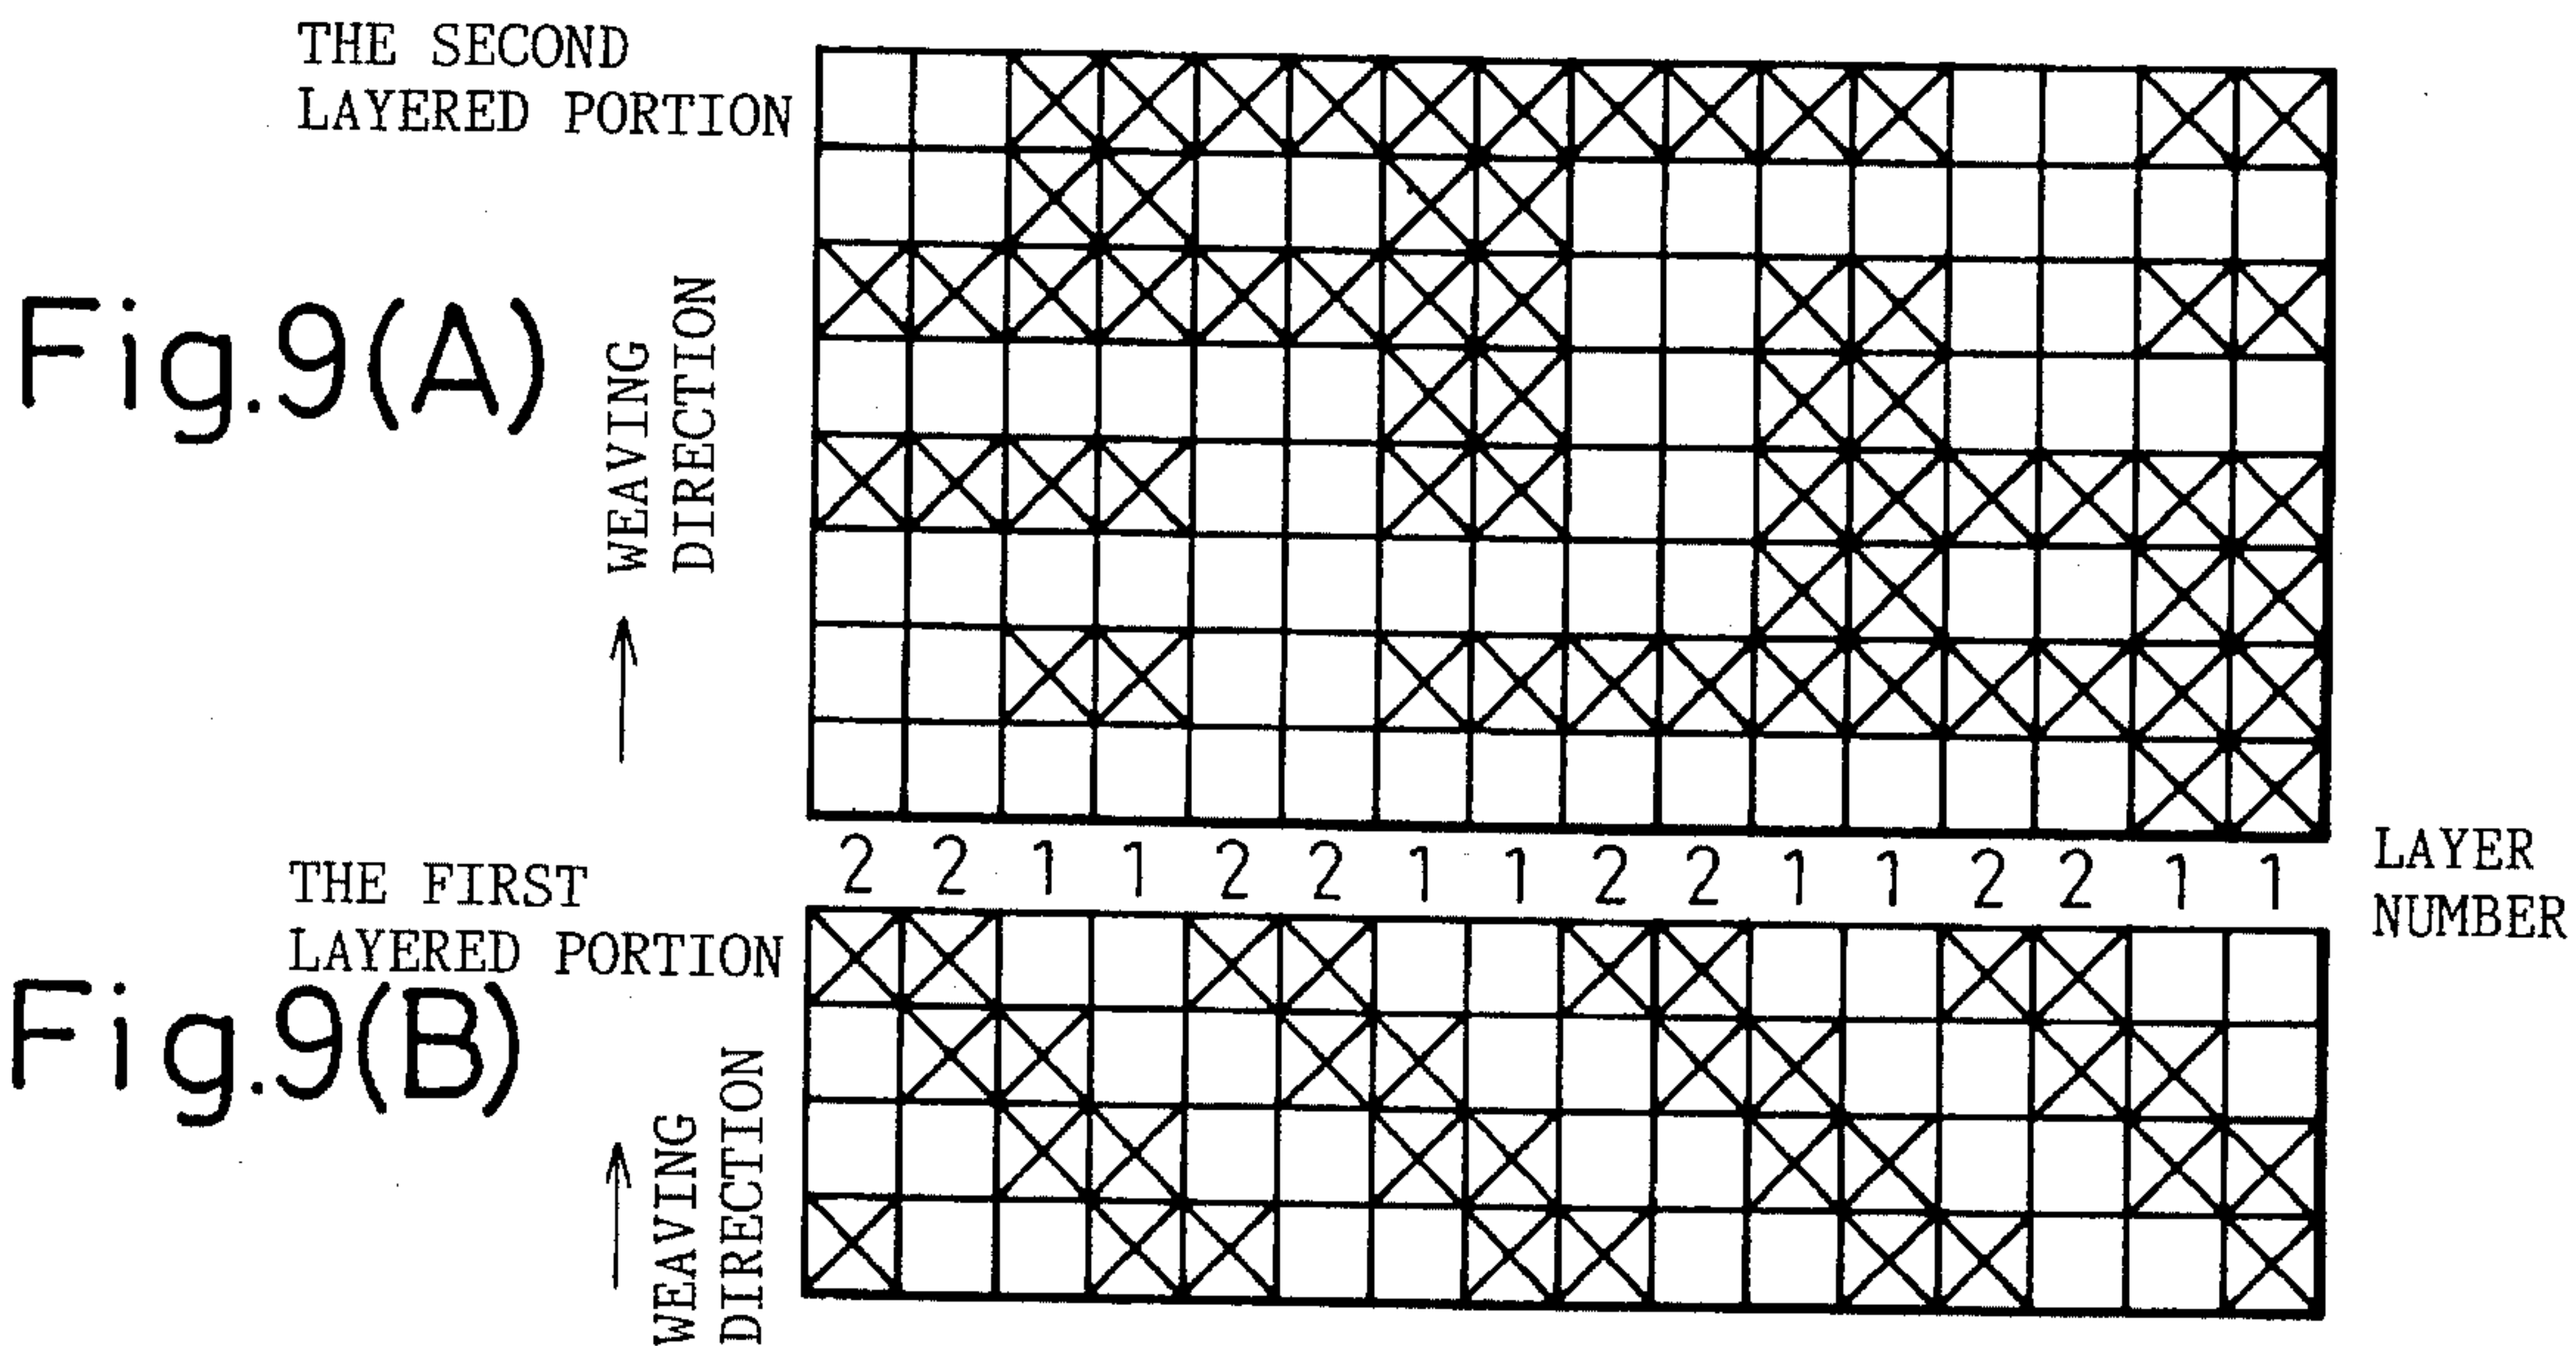 THE SECOND
LAYERED PORTION
Fig.9(A)
WEAVING
DIRECTION
2 2 1 1 2 2 1 1 2 2 1 1 2 2 1 1
LAYER
NUMBER
THE FIRST
LAYERED PORTION
Fig.9(B)
WEAVING
DIRECTION